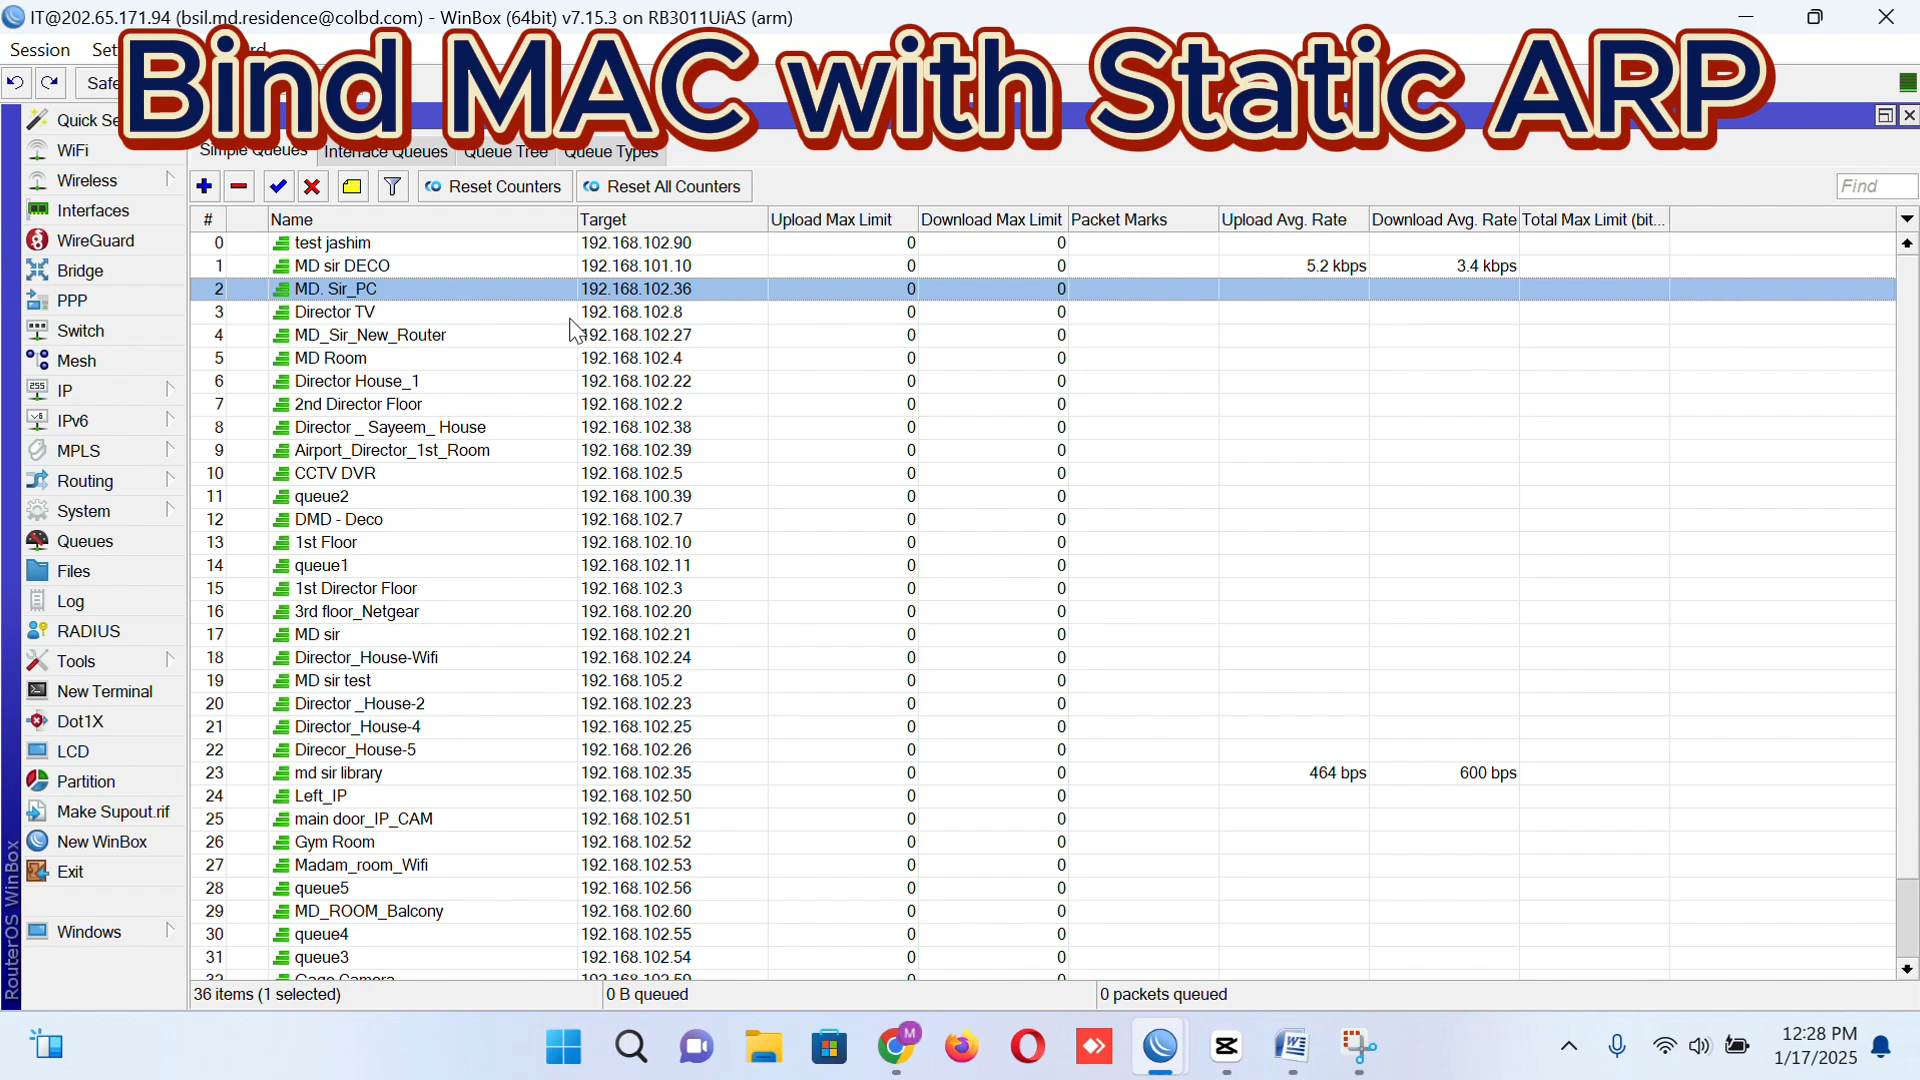 IT@202.65.171.94 (bsil.md.residence@colbd.com) - WinBox (64bit) v7.15.3 on RB3011UiAS (arm)
Bind MAC with Static ARP
Session
Simple Queues Interface Queues Queue Tree Queue Types
Reset Counters Reset All Counters Find
# Name Target Upload Max Limit Download Max Limit Packet Marks Upload Avg. Rate Download Avg. Rate Total Max Limit (bit...
0 test jashim 192.168.102.90 0 0
1 MD sir DECO 192.168.101.10 0 0 5.2 kbps 3.4 kbps
2 MD. Sir_PC 192.168.102.36 0 0
3 Director TV 192.168.102.8 0 0
4 MD_Sir_New_Router 192.168.102.27 0 0
5 MD Room 192.168.102.4 0 0
6 Director House_1 192.168.102.22 0 0
7 2nd Director Floor 192.168.102.2 0 0
8 Director _ Sayeem_ House 192.168.102.38 0 0
9 Airport_Director_1st_Room 192.168.102.39 0 0
10 CCTV DVR 192.168.102.5 0 0
11 queue2 192.168.100.39 0 0
12 DMD - Deco 192.168.102.7 0 0
13 1st Floor 192.168.102.10 0 0
14 queue1 192.168.102.11 0 0
15 1st Director Floor 192.168.102.3 0 0
16 3rd floor_Netgear 192.168.102.20 0 0
17 MD sir 192.168.102.21 0 0
18 Director_House-Wifi 192.168.102.24 0 0
19 MD sir test 192.168.105.2 0 0
20 Director _House-2 192.168.102.23 0 0
21 Director_House-4 192.168.102.25 0 0
22 Direcor_House-5 192.168.102.26 0 0
23 md sir library 192.168.102.35 0 0 464 bps 600 bps
24 Left_IP 192.168.102.50 0 0
25 main door_IP_CAM 192.168.102.51 0 0
26 Gym Room 192.168.102.52 0 0
27 Madam_room_Wifi 192.168.102.53 0 0
28 queue5 192.168.102.56 0 0
29 MD_ROOM_Balcony 192.168.102.60 0 0
30 queue4 192.168.102.55 0 0
31 queue3 192.168.102.54 0 0
36 items (1 selected) 0 B queued 0 packets queued
WiFi
Wireless
Interfaces
WireGuard
Bridge
PPP
Switch
Mesh
IP
IPv6
MPLS
Routing
System
Queues
Files
Log
RADIUS
Tools
New Terminal
Dot1X
LCD
Partition
Make Supout.rif
New WinBox
Exit
Windows
RouterOS WinBox
12:28 PM
1/17/2025